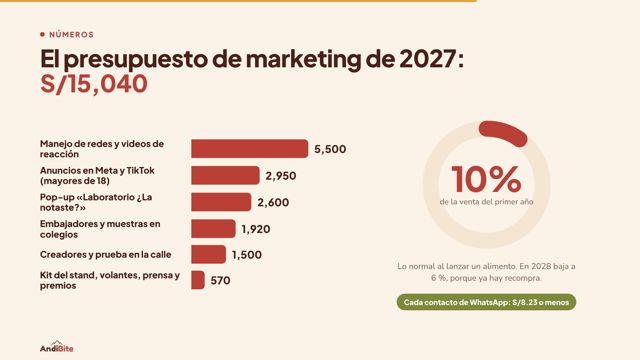 NÚMEROS
El presupuesto de marketing de 2027:
S/15,040
Manejo de redes y videos de
reacción
5,500
Anuncios en Meta y TikTok
(mayores de 18)
2,950
Pop-up «Laboratorio ¿La
notaste?»
2,600
Embajadores y muestras en
colegios
1,920
Creadores y prueba en la calle
1,500
Kit del stand, volantes, prensa y
premios
570
10%
de la venta del primer año
Lo normal al lanzar un alimento. En 2028 baja a
6 %, porque ya hay recompra.
Cada contacto de WhatsApp: S/8.23 o menos
AndiBite